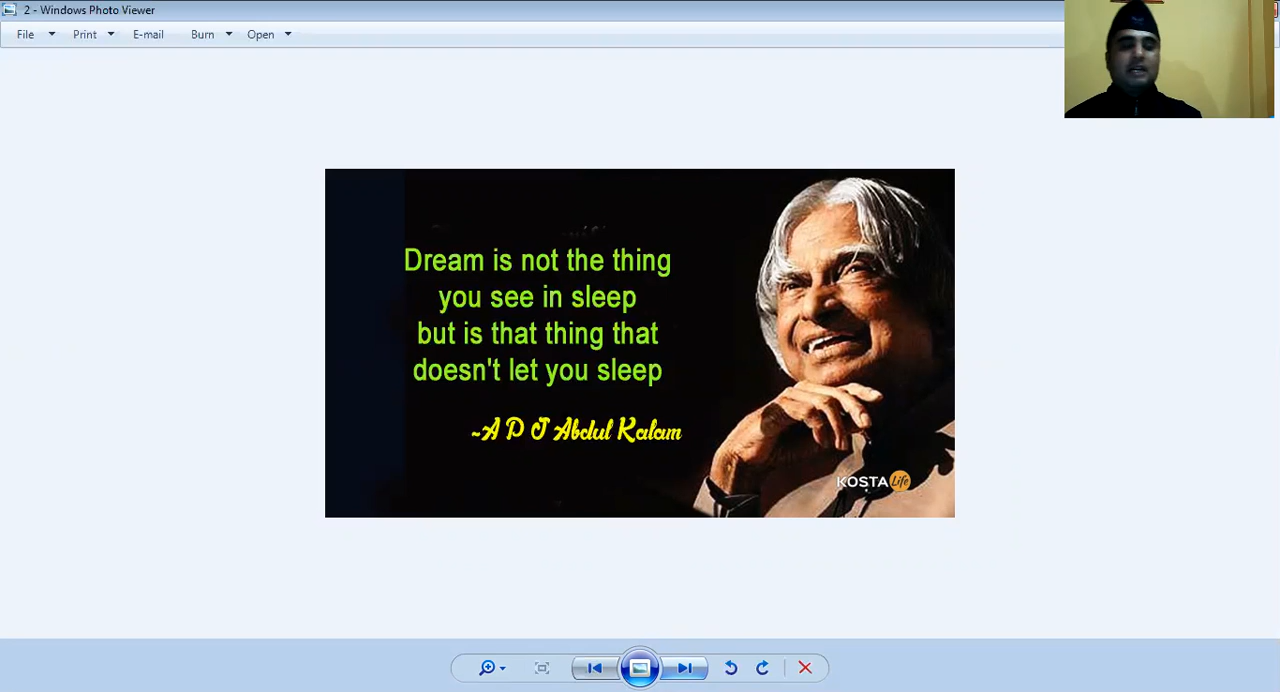 2 - Windows Photo Viewer
File Print E-mail Burn Open
Dream is not the thing
you see in sleep
but is that thing that
doesn't let you sleep
~A P J Abdul Kalam
KOSTA Life